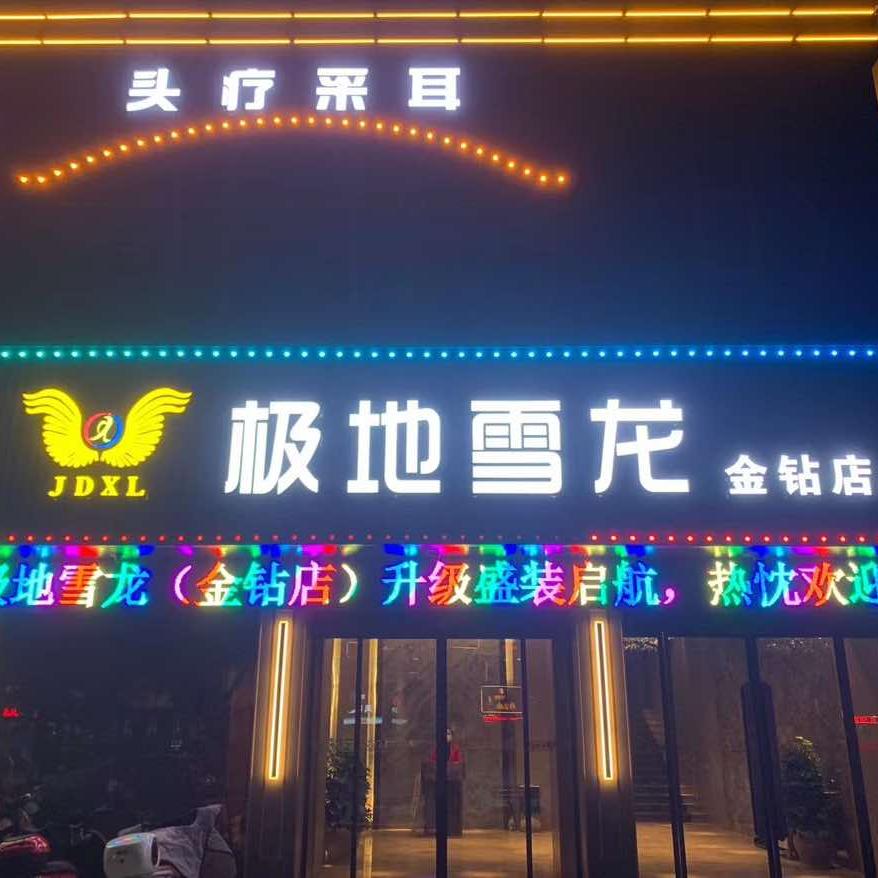 头疗采耳
极地雪龙 金钻店
JDXL
极地雪龙（金钻店）升级盛装启航，热忱欢迎